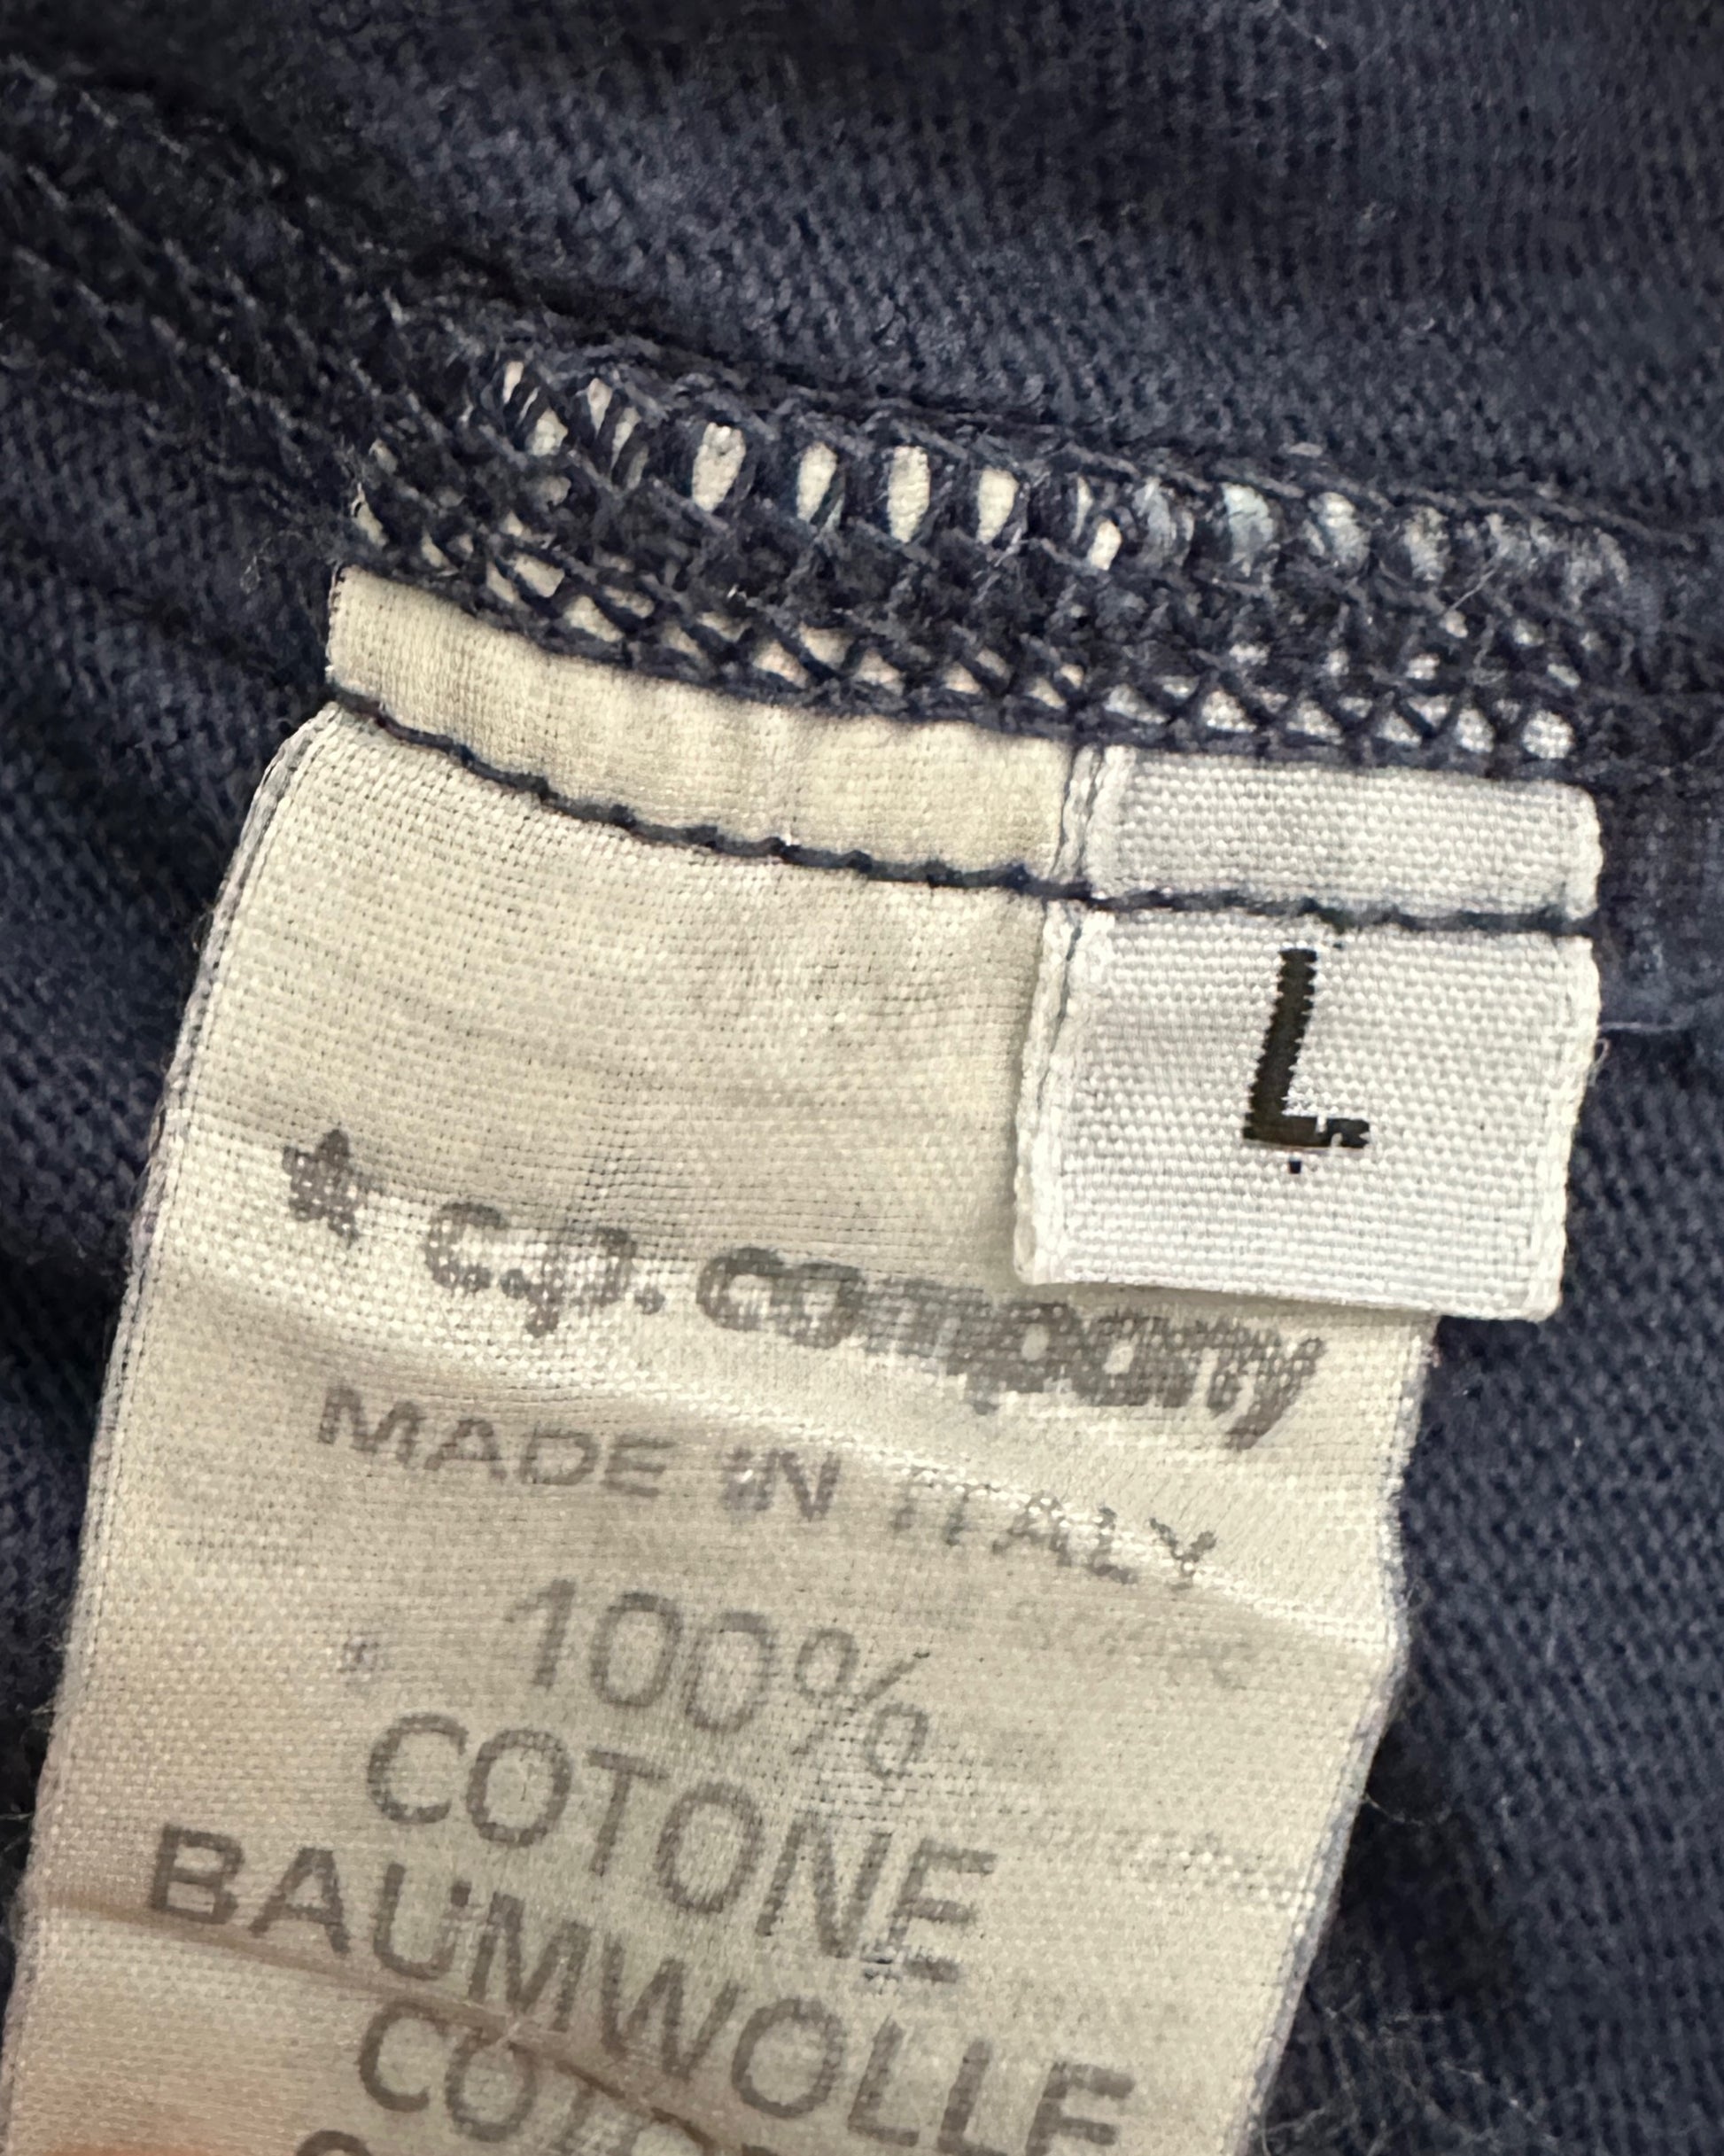 L
c.p. company
MADE IN ITALY
100%
COTONE
BAUMWOLLE